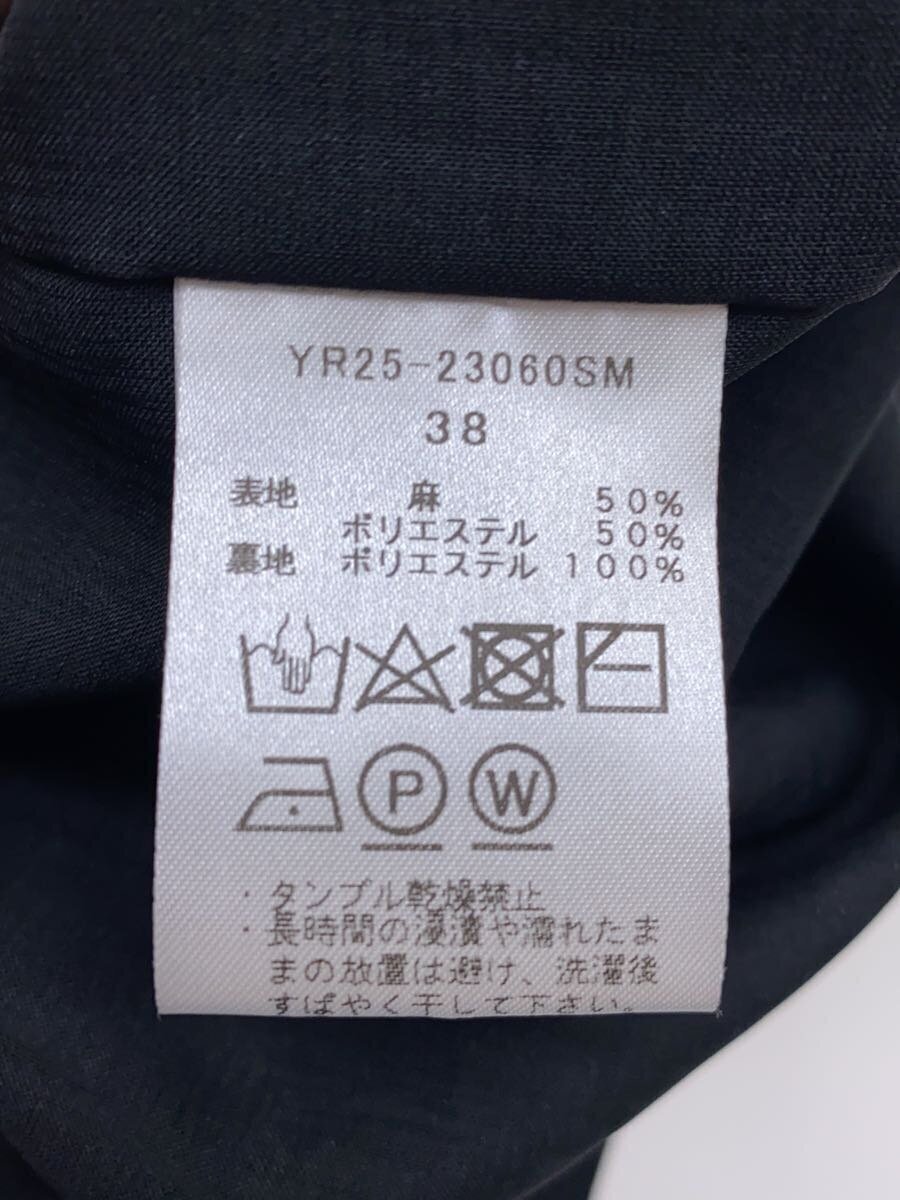 YR25-23060SM
38
表地 麻 50%
ポリエステル 50%
裏地 ポリエステル 100%
P W
・タンブル乾燥禁止
・長時間の浸漬や濡れたま
まの放置は避け、洗濯後
すばやく干して下さい。